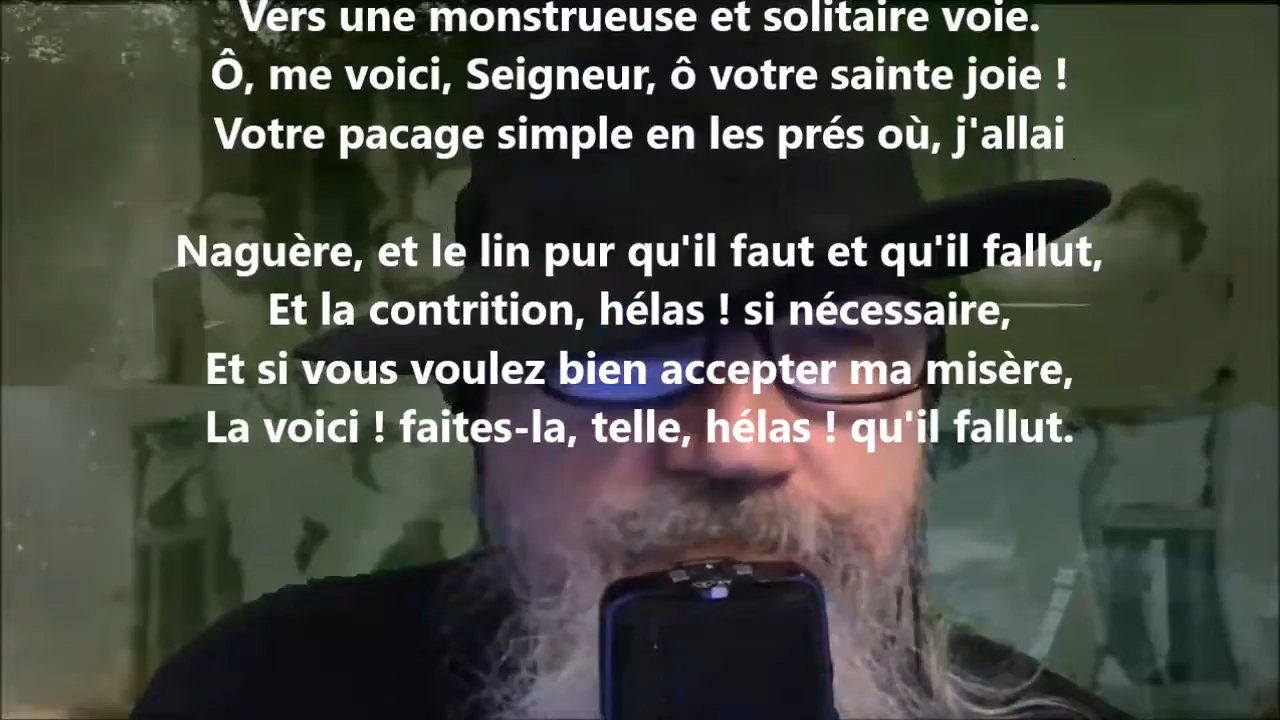 Vers une monstrueuse et solitaire voie.
Ô, me voici, Seigneur, ô votre sainte joie !
Votre pacage simple en les prés où, j'allai
Naguère, et le lin pur qu'il faut et qu'il fallut,
Et la contrition, hélas ! si nécessaire,
Et si vous voulez bien accepter ma misère,
La voici ! faites-la, telle, hélas ! qu'il fallut.